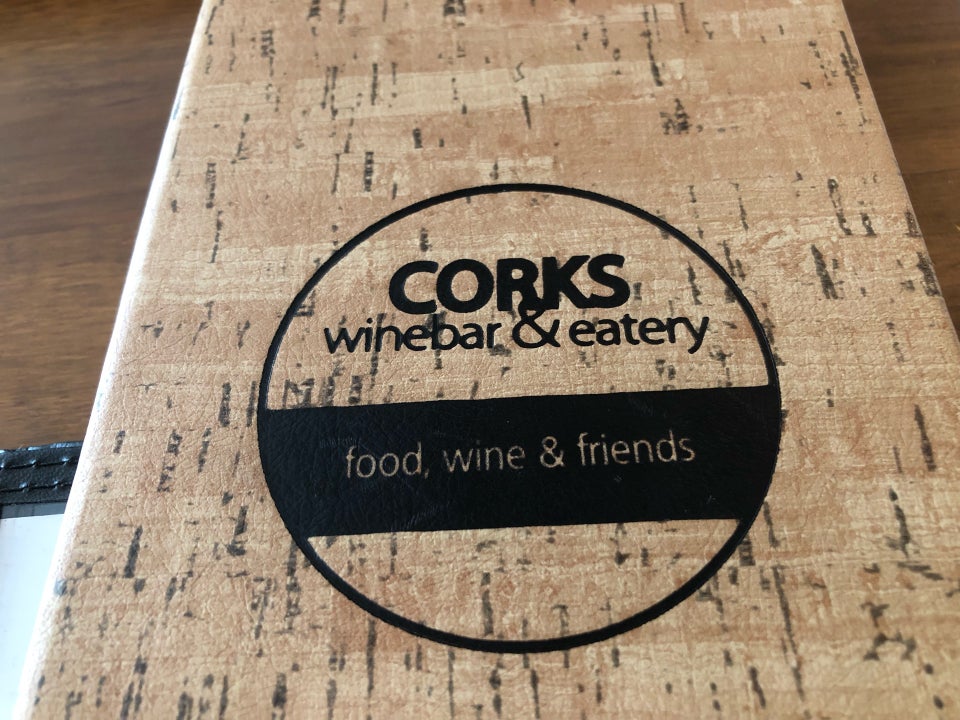 CORKS
winebar & eatery
food, wine & friends